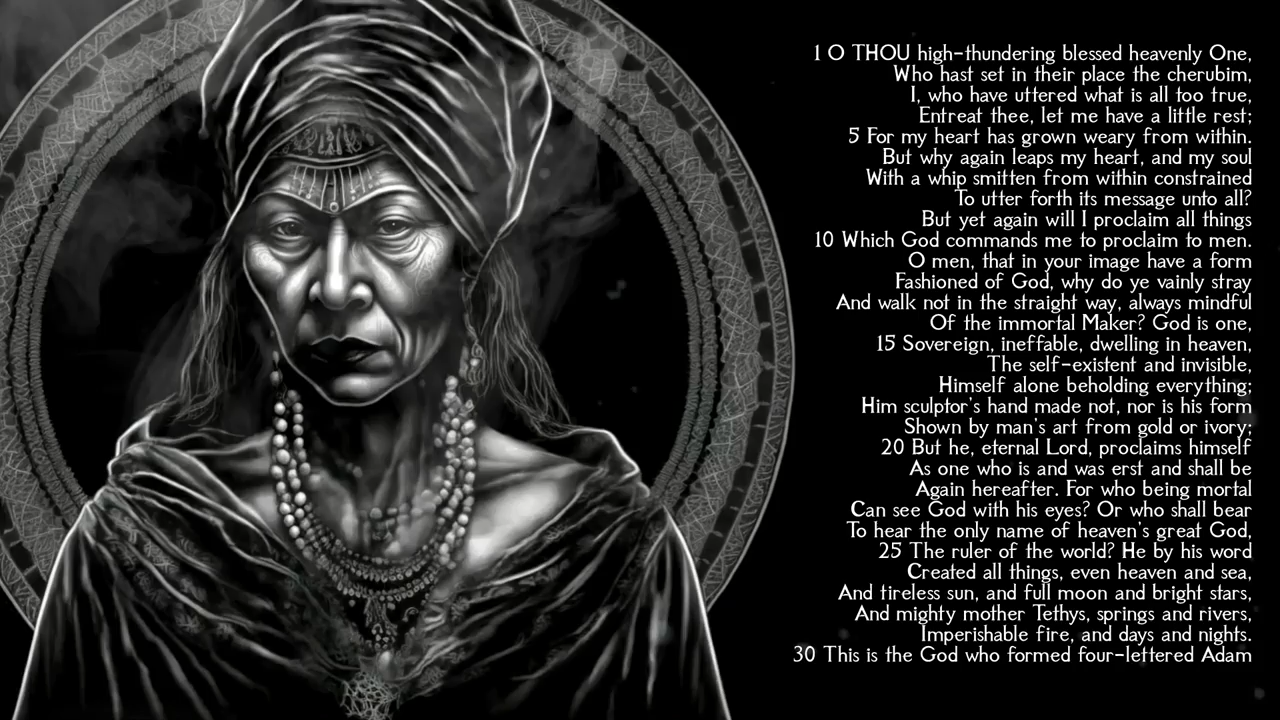 1 O THOU high-thundering blessed heavenly One,
Who hast set in their place the cherubim,
I, who have uttered what is all too true,
Entreat thee, let me have a little rest;
5 For my heart has grown weary from within.
But why again leaps my heart, and my soul
With a whip smitten from within constrained
To utter forth its message unto all?
But yet again will I proclaim all things
10 Which God commands me to proclaim to men.
O men, that in your image have a form
Fashioned of God, why do ye vainly stray
And walk not in the straight way, always mindful
Of the immortal Maker? God is one,
15 Sovereign, ineffable, dwelling in heaven,
The self-existent and invisible,
Himself alone beholding everything;
Him sculptor's hand made not, nor is his form
Shown by man's art from gold or ivory;
20 But he, eternal Lord, proclaims himself
As one who is and was erst and shall be
Again hereafter. For who being mortal
Can see God with his eyes? Or who shall bear
To hear the only name of heaven's great God,
25 The ruler of the world? He by his word
Created all things, even heaven and sea,
And tireless sun, and full moon and bright stars,
And mighty mother Tethys, springs and rivers,
Imperishable fire, and days and nights.
30 This is the God who formed four-lettered Adam